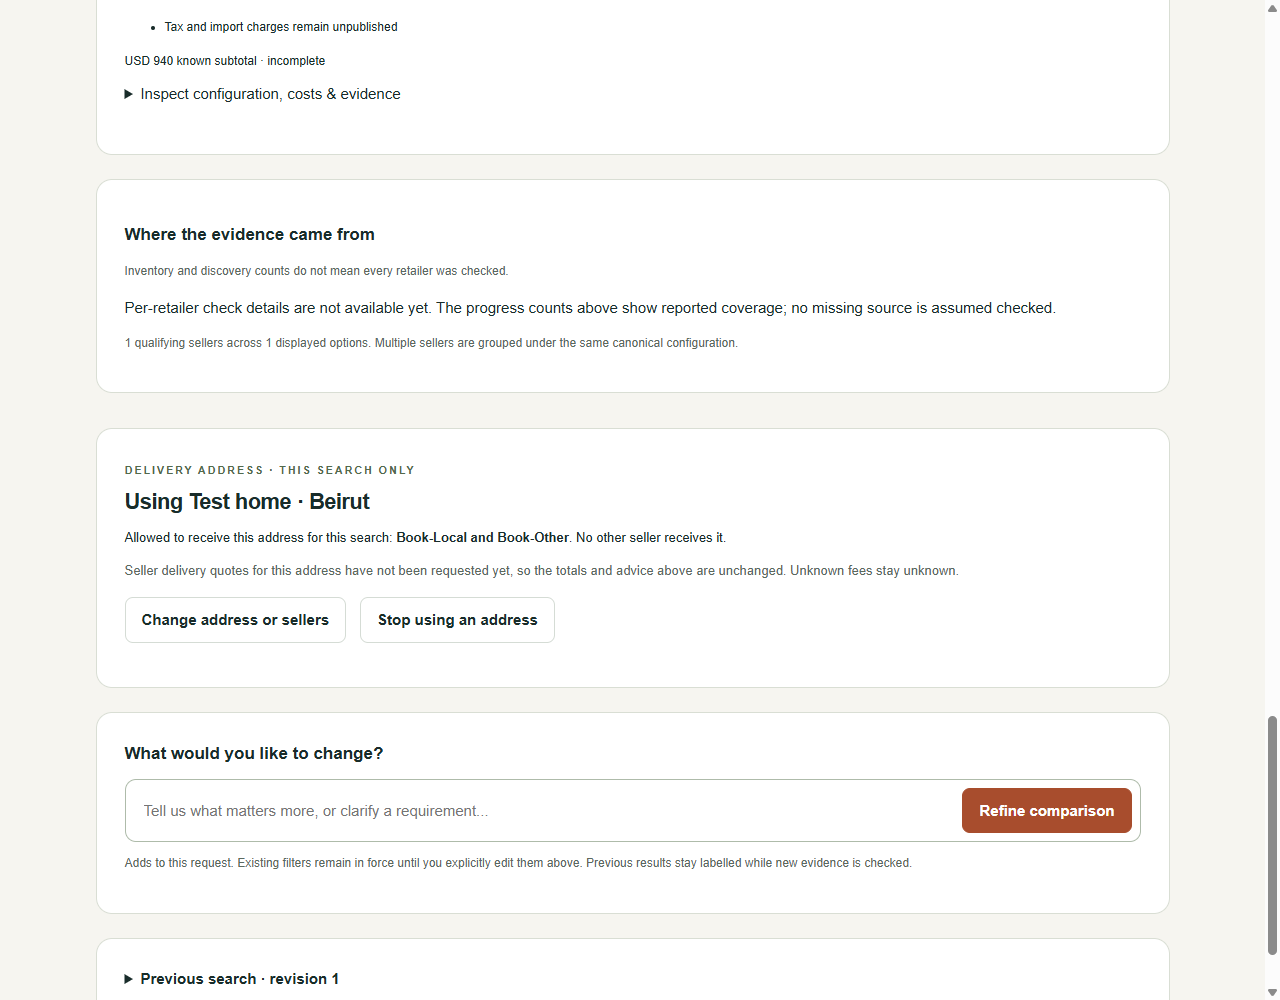 Tax and import charges remain unpublished
USD 940 known subtotal · incomplete
Inspect configuration, costs & evidence
Where the evidence came from
Inventory and discovery counts do not mean every retailer was checked.
Per-retailer check details are not available yet. The progress counts above show reported coverage; no missing source is assumed checked.
1 qualifying sellers across 1 displayed options. Multiple sellers are grouped under the same canonical configuration.
DELIVERY ADDRESS · THIS SEARCH ONLY
Using Test home · Beirut
Allowed to receive this address for this search: Book-Local and Book-Other. No other seller receives it.
Seller delivery quotes for this address have not been requested yet, so the totals and advice above are unchanged. Unknown fees stay unknown.
Change address or sellers
Stop using an address
What would you like to change?
Tell us what matters more, or clarify a requirement...
Refine comparison
Adds to this request. Existing filters remain in force until you explicitly edit them above. Previous results stay labelled while new evidence is checked.
Previous search · revision 1